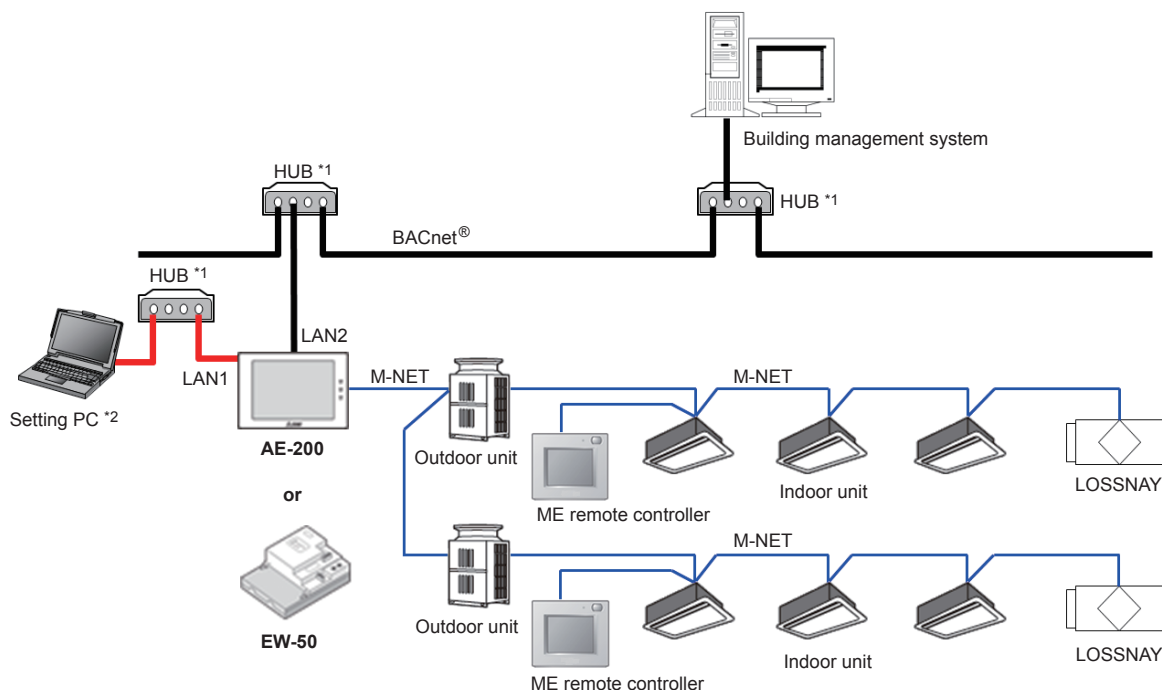 Building management system
HUB *1
HUB *1
BACnet®
HUB *1
LAN2
LAN1
M-NET
M-NET
Setting PC *2
AE-200
Outdoor unit
ME remote controller
Indoor unit
LOSSNAY
or
M-NET
EW-50
Outdoor unit
ME remote controller
Indoor unit
LOSSNAY